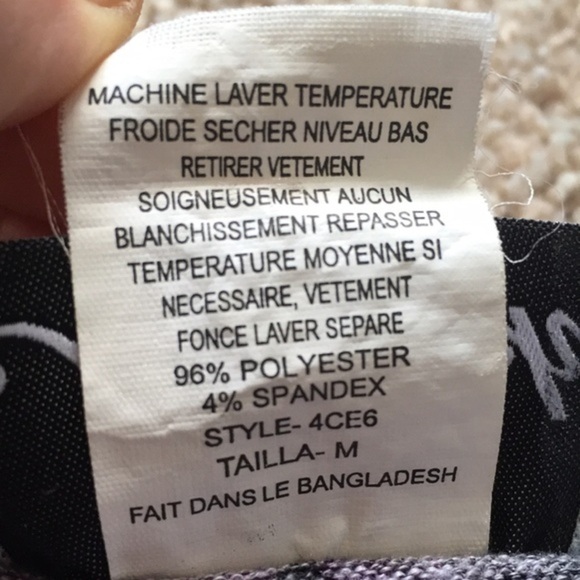 MACHINE LAVER TEMPERATURE
FROIDE SECHER NIVEAU BAS
RETIRER VETEMENT
SOIGNEUSEMENT AUCUN
BLANCHISSEMENT REPASSER
TEMPERATURE MOYENNE SI
NECESSAIRE, VETEMENT
FONCE LAVER SEPARE
96% POLYESTER
4% SPANDEX
STYLE- 4CE6
TAILLA- M
FAIT DANS LE BANGLADESH